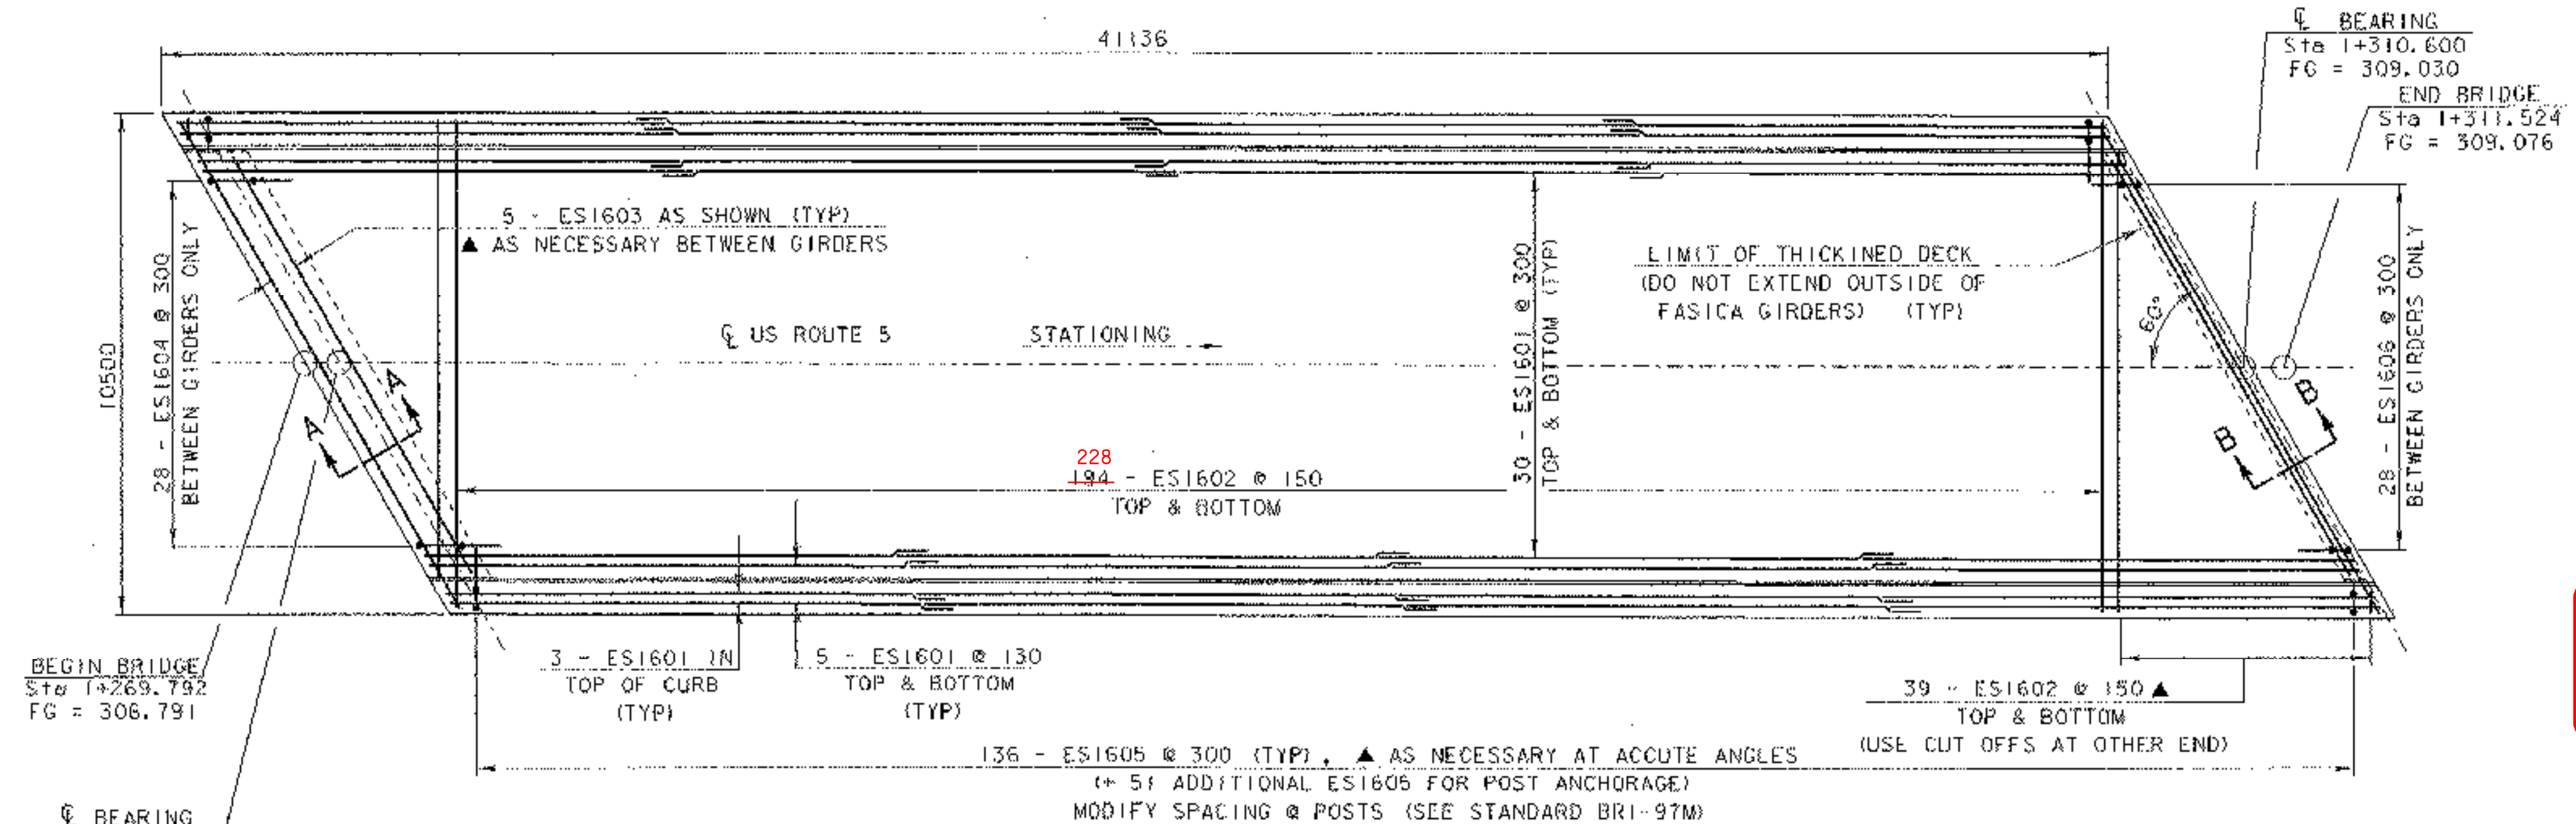 41136
℄ BEARING
Sta 1+310.600
FG = 309.030
END BRIDGE
Sta 1+311.524
FG = 309.076
5 - ES1603 AS SHOWN (TYP)
▲ AS NECESSARY BETWEEN GIRDERS
LIMIT OF THICKINED DECK
(DO NOT EXTEND OUTSIDE OF
FASICA GIRDERS) (TYP)
28 - ES1604 @ 300
BETWEEN GIRDERS ONLY
10500
℄ US ROUTE 5 STATIONING
30 - ES1601 @ 300
TOP & BOTTOM (TYP)
60°
28 - ES1606 @ 300
BETWEEN GIRDERS ONLY
A
A
B
B
228
194 - ES1602 @ 150
TOP & BOTTOM
BEGIN BRIDGE
Sta 1+269.792
FG = 306.791
3 - ES1601 IN
TOP OF CURB
(TYP)
5 - ES1601 @ 130
TOP & BOTTOM
(TYP)
39 - ES1602 @ 150 ▲
TOP & BOTTOM
(USE CUT OFFS AT OTHER END)
136 - ES1605 @ 300 (TYP), ▲ AS NECESSARY AT ACCUTE ANGLES
(+ 51 ADDITIONAL ES1605 FOR POST ANCHORAGE)
MODIFY SPACING @ POSTS (SEE STANDARD BR1-97M)
℄ BEARING